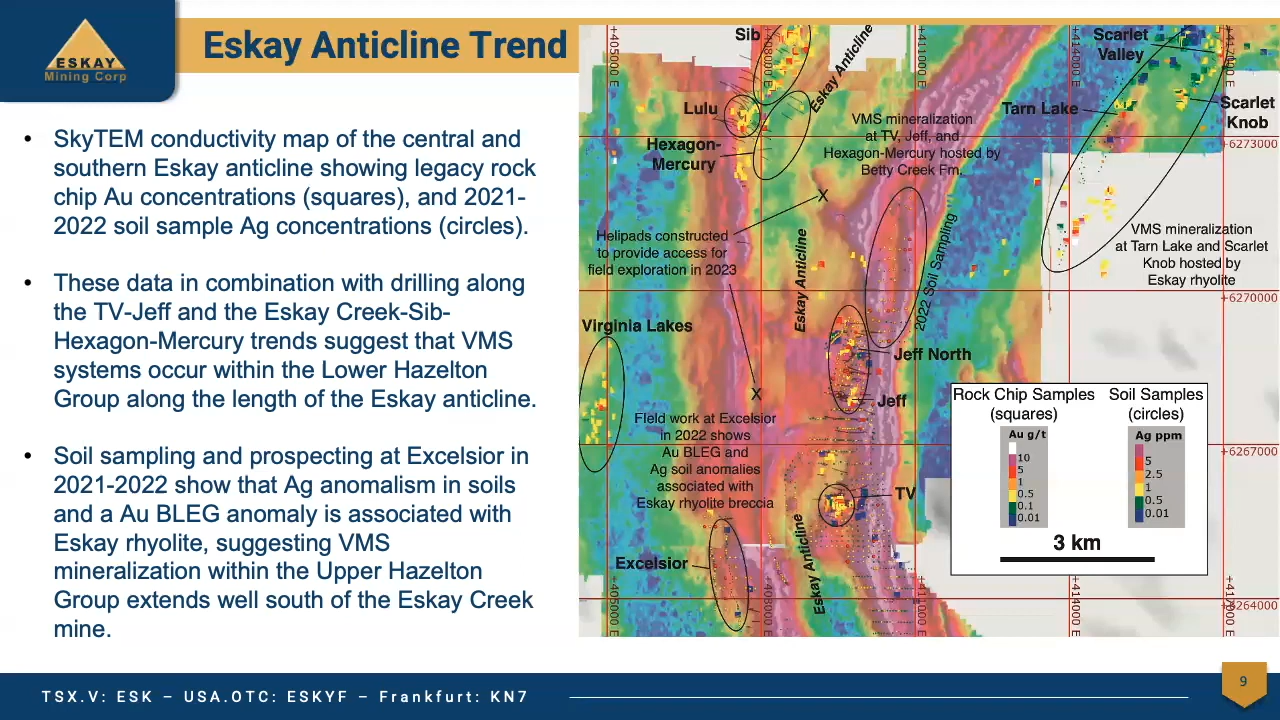 ESKAY
Mining Corp
Eskay Anticline Trend
• SkyTEM conductivity map of the central and
southern Eskay anticline showing legacy rock
chip Au concentrations (squares), and 2021-
2022 soil sample Ag concentrations (circles).
• These data in combination with drilling along
the TV-Jeff and the Eskay Creek-Sib-
Hexagon-Mercury trends suggest that VMS
systems occur within the Lower Hazelton
Group along the length of the Eskay anticline.
• Soil sampling and prospecting at Excelsior in
2021-2022 show that Ag anomalism in soils
and a Au BLEG anomaly is associated with
Eskay rhyolite, suggesting VMS
mineralization within the Upper Hazelton
Group extends well south of the Eskay Creek
mine.
+405000 E
+408000 E
+411000 E
+414000 E
Sib
Eskay Anticline
Scarlet
Valley
Lulu
Tarn Lake
Scarlet
Knob
Hexagon-
Mercury
VMS mineralization
at TV, Jeff, and
Hexagon-Mercury hosted by
Betty Creek Fm.
+6273000
X
Helipads constructed
to provide access for
field exploration in 2023
Eskay Anticline
2022 Soil Sampling
VMS mineralization
at Tarn Lake and Scarlet
Knob hosted by
Eskay rhyolite
+6270000
Virginia Lakes
Jeff North
X
Jeff
Field work at Excelsior
in 2022 shows
Au BLEG and
Ag soil anomalies
associated with
Eskay rhyolite breccia
Rock Chip Samples
(squares)
Au g/t
10
5
1
0.5
0.1
0.01
Soil Samples
(circles)
Ag ppm
5
2.5
1
0.5
0.01
3 km
+6267000
TV
Eskay Anticline
Excelsior
+6264000
+405000 E
+408000 E
+414000 E
TSX.V: ESK – USA.OTC: ESKYF – Frankfurt: KN7
9